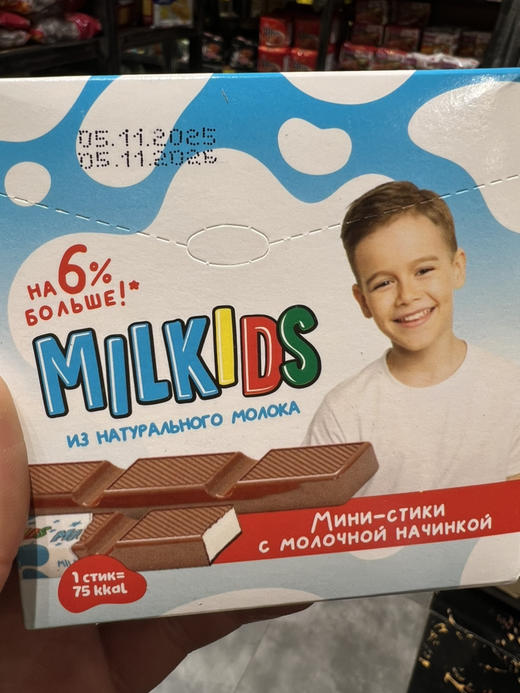 05.11.2025
05.11.2026
НА 6%
БОЛЬШЕ!*
MILKIDS
ИЗ НАТУРАЛЬНОГО МОЛОКА
МИНИ-СТИКИ
С МОЛОЧНОЙ НАЧИНКОЙ
1 СТИК=
75 kkal